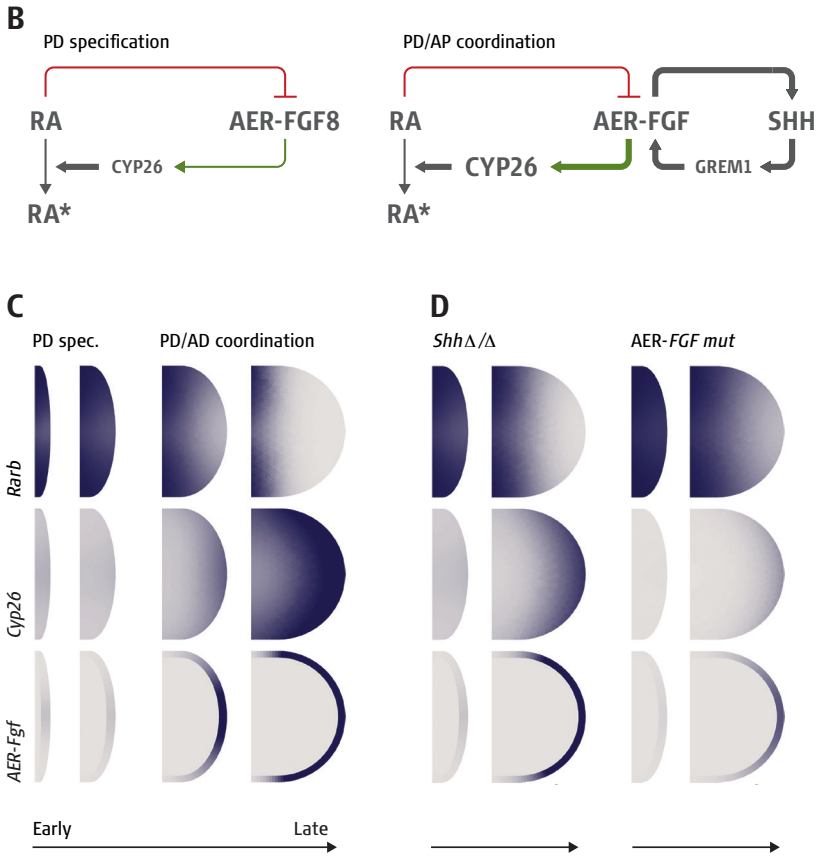 B
PD specification
PD/AP coordination
RA
AER-FGF8
RA
AER-FGF
SHH
CYP26
CYP26
GREM1
RA*
RA*
C
D
PD spec.
PD/AD coordination
ShhΔ/Δ
AER-FGF mut
Rarb
Cyp26
AER-Fgf
Early
Late